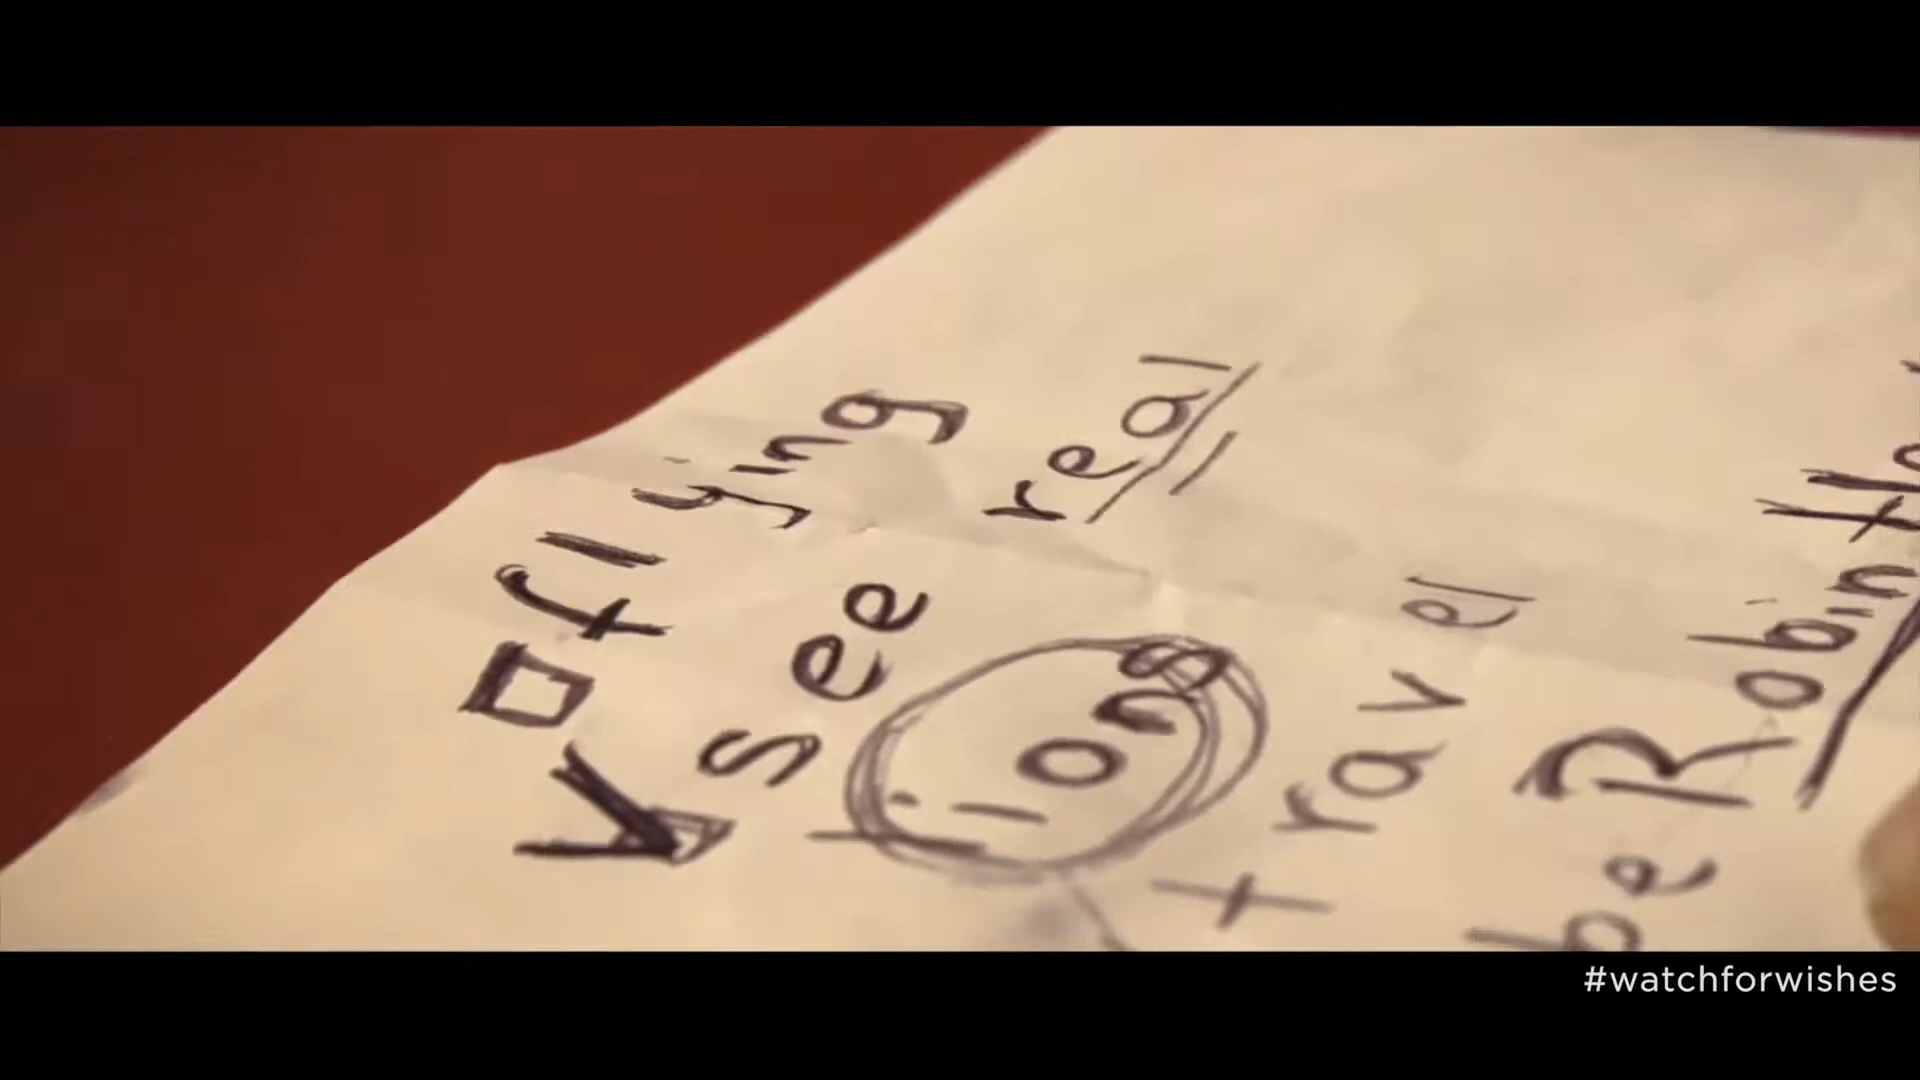 flying
see real
lions
travel
be Robin
#watchforwishes